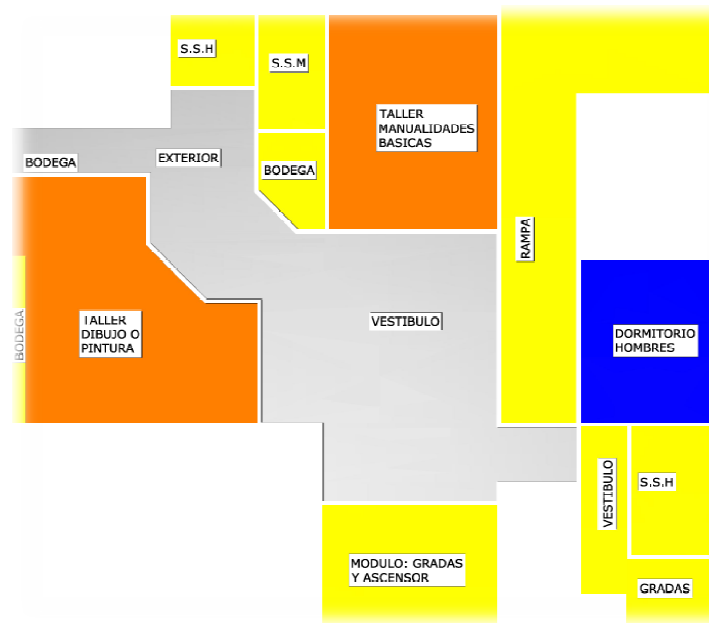 S.S.H
S.S.M
TALLER
MANUALIDADES
BASICAS
BODEGA
EXTERIOR
BODEGA
RAMPA
BODEGA
TALLER
DIBUJO O
PINTURA
VESTIBULO
DORMITORIO
HOMBRES
VESTIBULO
S.S.H
MODULO: GRADAS
Y ASCENSOR
GRADAS